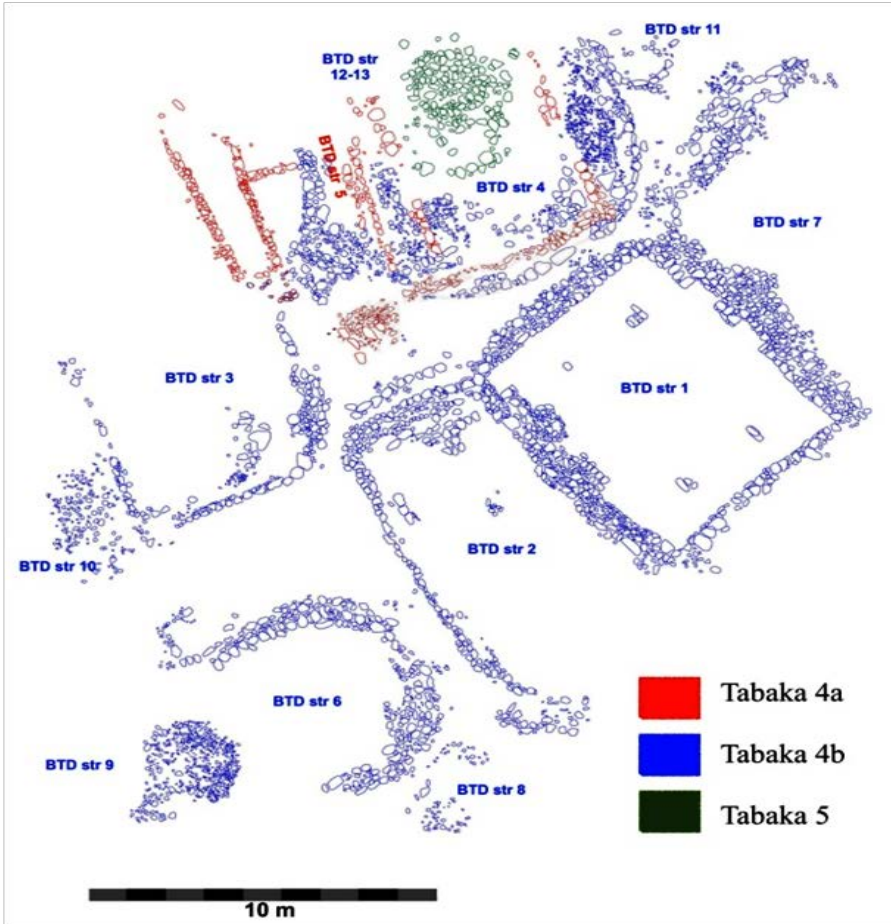 BTD str 11
BTD str
12-13
BTD str 5
BTD str 4
BTD str 7
BTD str 3
BTD str 1
BTD str 2
BTD str 10
BTD str 6
BTD str 9
BTD str 8
Tabaka 4a
Tabaka 4b
Tabaka 5
10 m